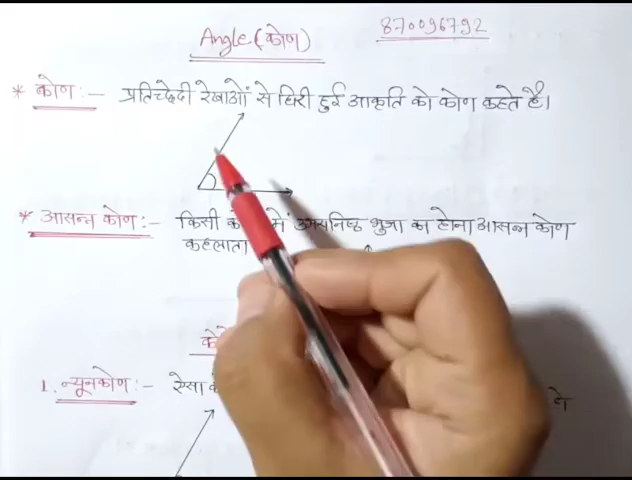 Angle (कोण)
870096792
* कोण :- प्रतिच्छेदी रेखाओं से घिरी हुई आकृति को कोण कहते है।
* आसन्न कोण :- किसी में उभयनिष्ठ भुजा का होना आसन्न कोण
कहलाता
1. न्यूनकोण :- ऐसा